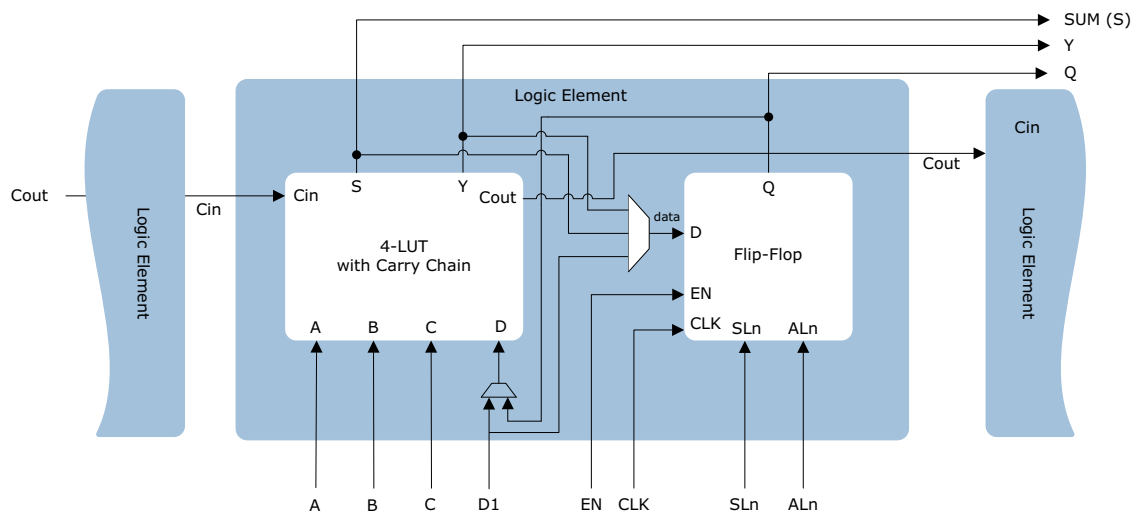 SUM (S)
Y
Q
Logic Element
Cin
Cout
S
Y
Q
Cout
Cin
Cin
Cout
Logic Element
4-LUT
with Carry Chain
data
D
Flip-Flop
Logic Element
EN
CLK
A
B
C
D
SLn
ALn
A
B
C
D1
EN
CLK
SLn
ALn